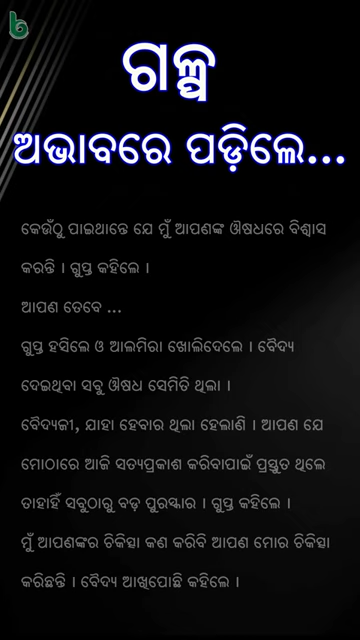 ଗଳ୍ପ
ଅଭାବରେ ପଡ଼ିଲେ...
କେଉଁଠୁ ପାଇଥାନ୍ତେ ଯେ ମୁଁ ଆପଣଙ୍କ ଔଷଧରେ ବିଶ୍ୱାସ
କରନ୍ତି । ଗୁପ୍ତ କହିଲେ ।
ଆପଣ ତେବେ ...
ଗୁପ୍ତ ହସିଲେ ଓ ଆଲମିରା ଖୋଲିଦେଲେ । ବୈଦ୍ୟ
ଦେଇଥିବା ସବୁ ଔଷଧ ସେମିତି ଥିଲା ।
ବୈଦ୍ୟଜୀ, ଯାହା ହେବାର ଥିଲା ହେଲାଣି । ଆପଣ ଯେ
ମୋଠାରେ ଆଜି ସତ୍ୟପ୍ରକାଶ କରିବାପାଇଁ ପ୍ରସ୍ତୁତ ଥିଲେ
ତାହାହିଁ ସବୁଠାରୁ ବଡ଼ ପୁରସ୍କାର । ଗୁପ୍ତ କହିଲେ ।
ମୁଁ ଆପଣଙ୍କର ଚିକିତ୍ସା କଣ କରିବି ଆପଣ ମୋର ଚିକିତ୍ସା
କରିଛନ୍ତି । ବୈଦ୍ୟ ଆଖିପୋଛି କହିଲେ ।